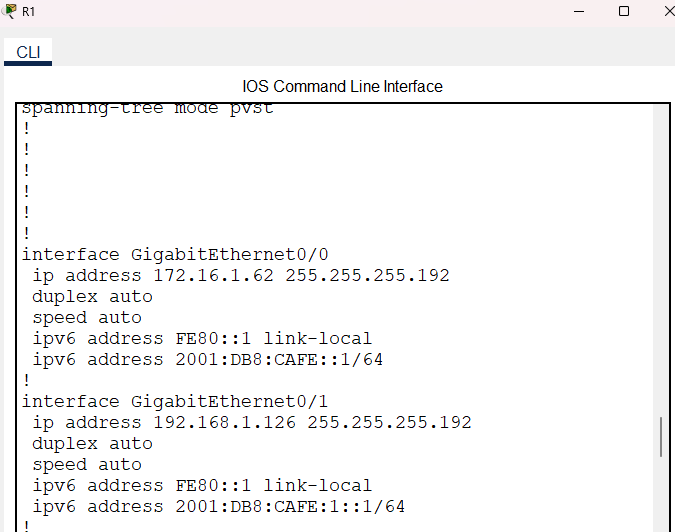 R1
CLI
IOS Command Line Interface
spanning-tree mode pvst
!
!
!
!
!
!
interface GigabitEthernet0/0
 ip address 172.16.1.62 255.255.255.192
 duplex auto
 speed auto
 ipv6 address FE80::1 link-local
 ipv6 address 2001:DB8:CAFE::1/64
!
interface GigabitEthernet0/1
 ip address 192.168.1.126 255.255.255.192
 duplex auto
 speed auto
 ipv6 address FE80::1 link-local
 ipv6 address 2001:DB8:CAFE:1::1/64
!